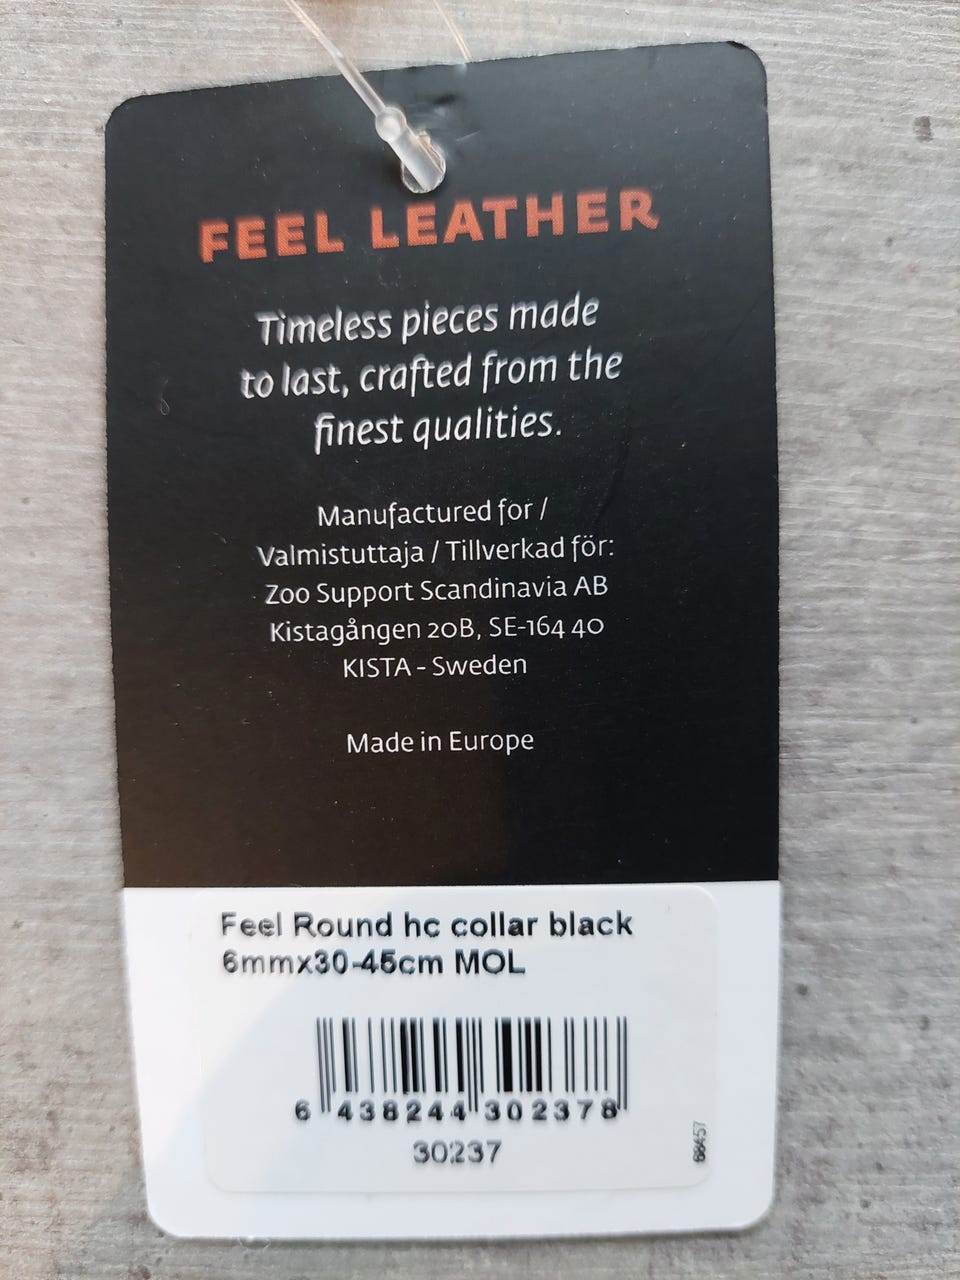 FEEL LEATHER
Timeless pieces made
to last, crafted from the
finest qualities.
Manufactured for /
Valmistuttaja / Tillverkad för:
Zoo Support Scandinavia AB
Kistagången 20B, SE-164 40
KISTA - Sweden
Made in Europe
Feel Round hc collar black
6mmx30-45cm MOL
6 438244 302378
30237
68457